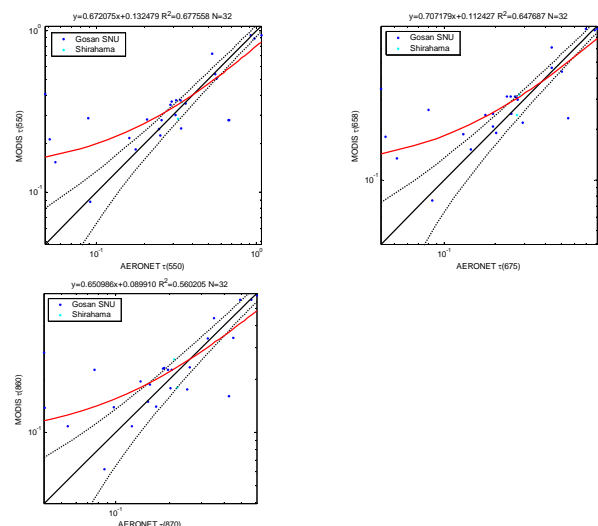 y=0.672075x+0.132479 R²=0.677558 N=32
Gosan SNU
Shirahama
10⁰
10⁻¹
MODIS τ(550)
10⁻¹
10⁰
AERONET τ(550)
y=0.707179x+0.112427 R²=0.647687 N=32
Gosan SNU
Shirahama
10⁻¹
MODIS τ(658)
10⁻¹
AERONET τ(675)
y=0.650986x+0.089910 R²=0.560205 N=32
Gosan SNU
Shirahama
10⁻¹
MODIS τ(860)
10⁻¹
AERONET τ(870)